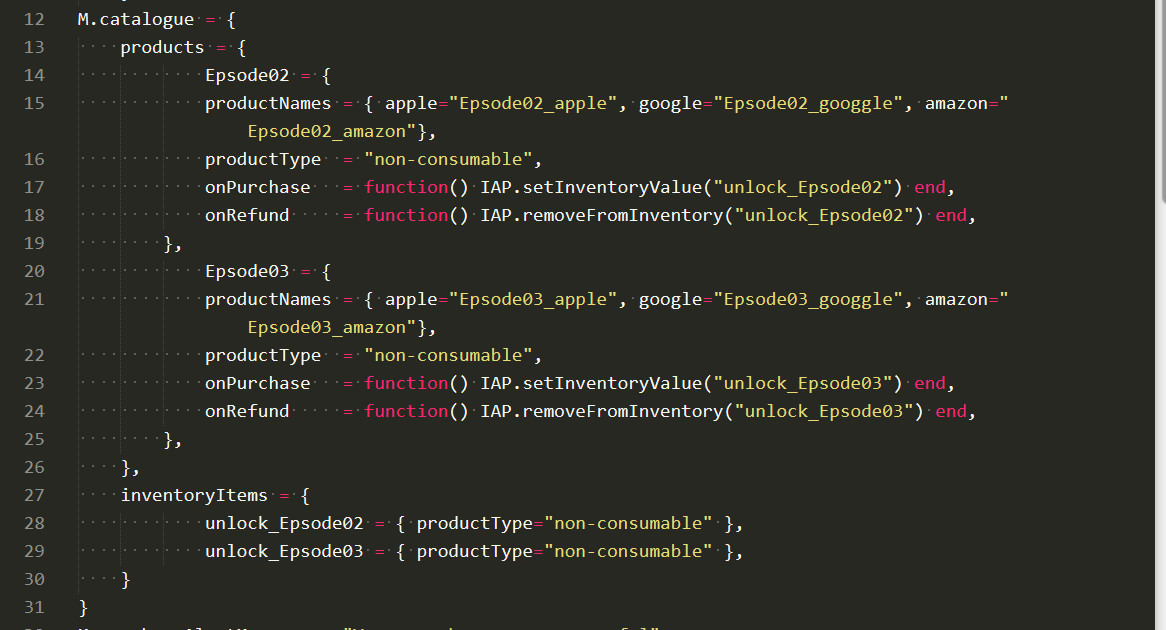 12 M.catalogue = {
13 products = {
14 Epsode02 = {
15 productNames = { apple="Epsode02_apple", google="Epsode02_googgle", amazon="
Epsode02_amazon"},
16 productType = "non-consumable",
17 onPurchase = function() IAP.setInventoryValue("unlock_Epsode02") end,
18 onRefund = function() IAP.removeFromInventory("unlock_Epsode02") end,
19 },
20 Epsode03 = {
21 productNames = { apple="Epsode03_apple", google="Epsode03_googgle", amazon="
Epsode03_amazon"},
22 productType = "non-consumable",
23 onPurchase = function() IAP.setInventoryValue("unlock_Epsode03") end,
24 onRefund = function() IAP.removeFromInventory("unlock_Epsode03") end,
25 },
26 },
27 inventoryItems = {
28 unlock_Epsode02 = { productType="non-consumable" },
29 unlock_Epsode03 = { productType="non-consumable" },
30 }
31 }